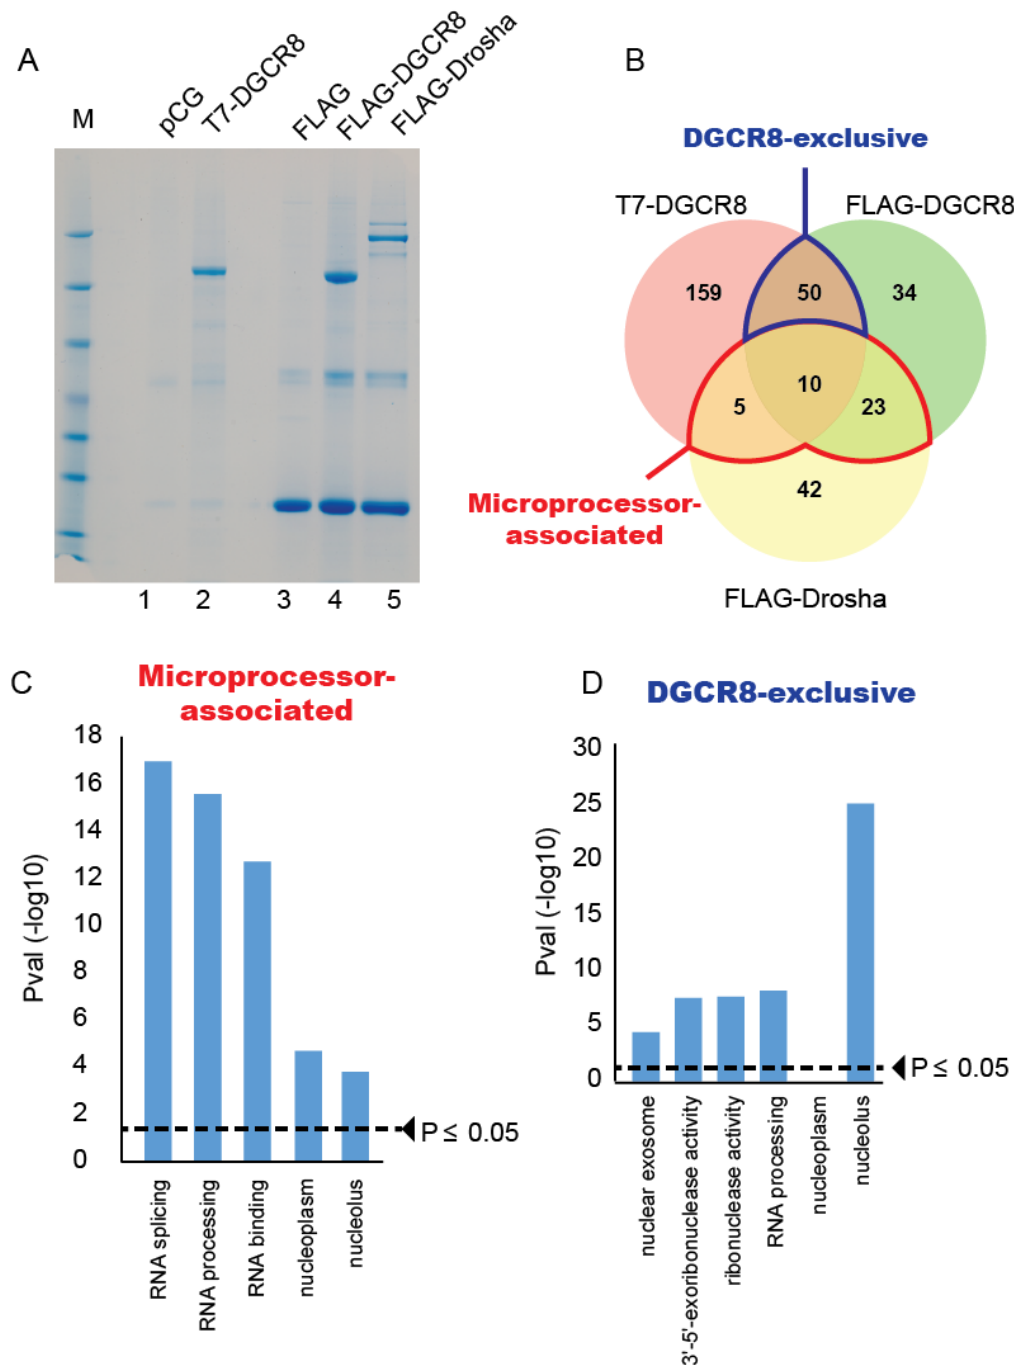 A
M
pCG
T7-DGCR8
FLAG
FLAG-DGCR8
FLAG-Drosha
1 2 3 4 5
B
DGCR8-exclusive
T7-DGCR8 FLAG-DGCR8
159 50 34
10
5 23
42
Microprocessor-
associated
FLAG-Drosha
C
Microprocessor-
associated
18
16
14
12
10
8
6
4
2
0
Pval (-log10)
P ≤ 0.05
RNA splicing
RNA processing
RNA binding
nucleoplasm
nucleolus
D
DGCR8-exclusive
30
25
20
15
10
5
0
Pval (-log10)
P ≤ 0.05
nuclear exosome
3'-5'-exoribonuclease activity
ribonuclease activity
RNA processing
nucleoplasm
nucleolus